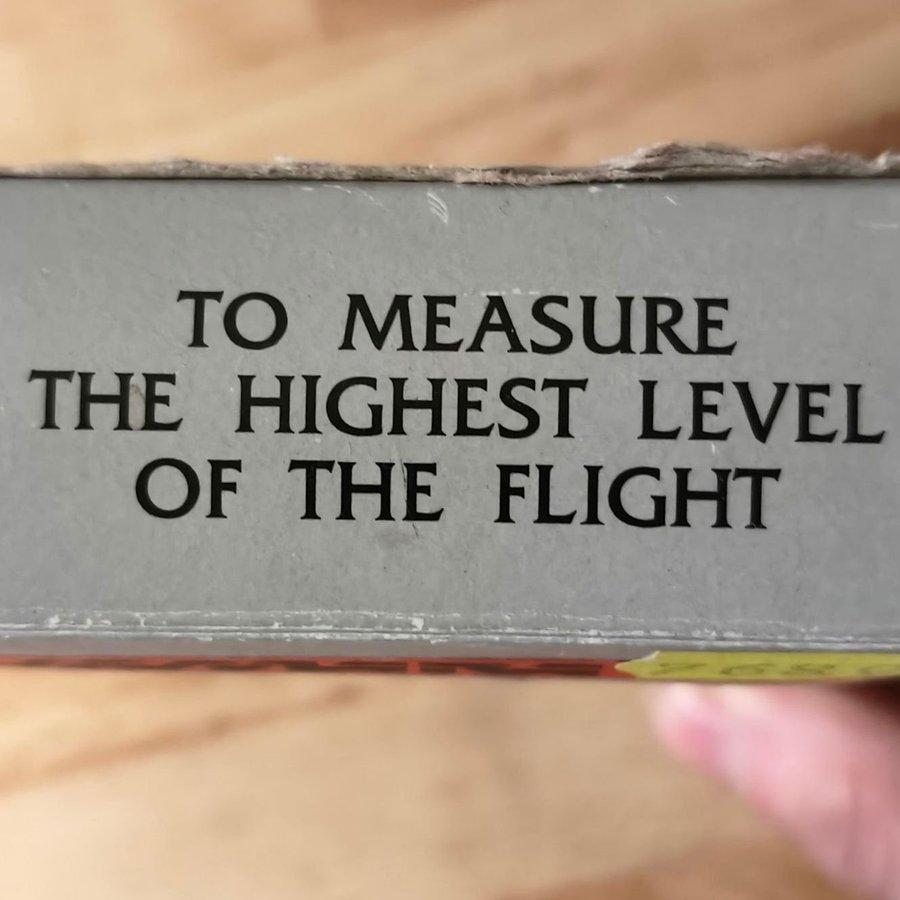 TO MEASURE
THE HIGHEST LEVEL
OF THE FLIGHT